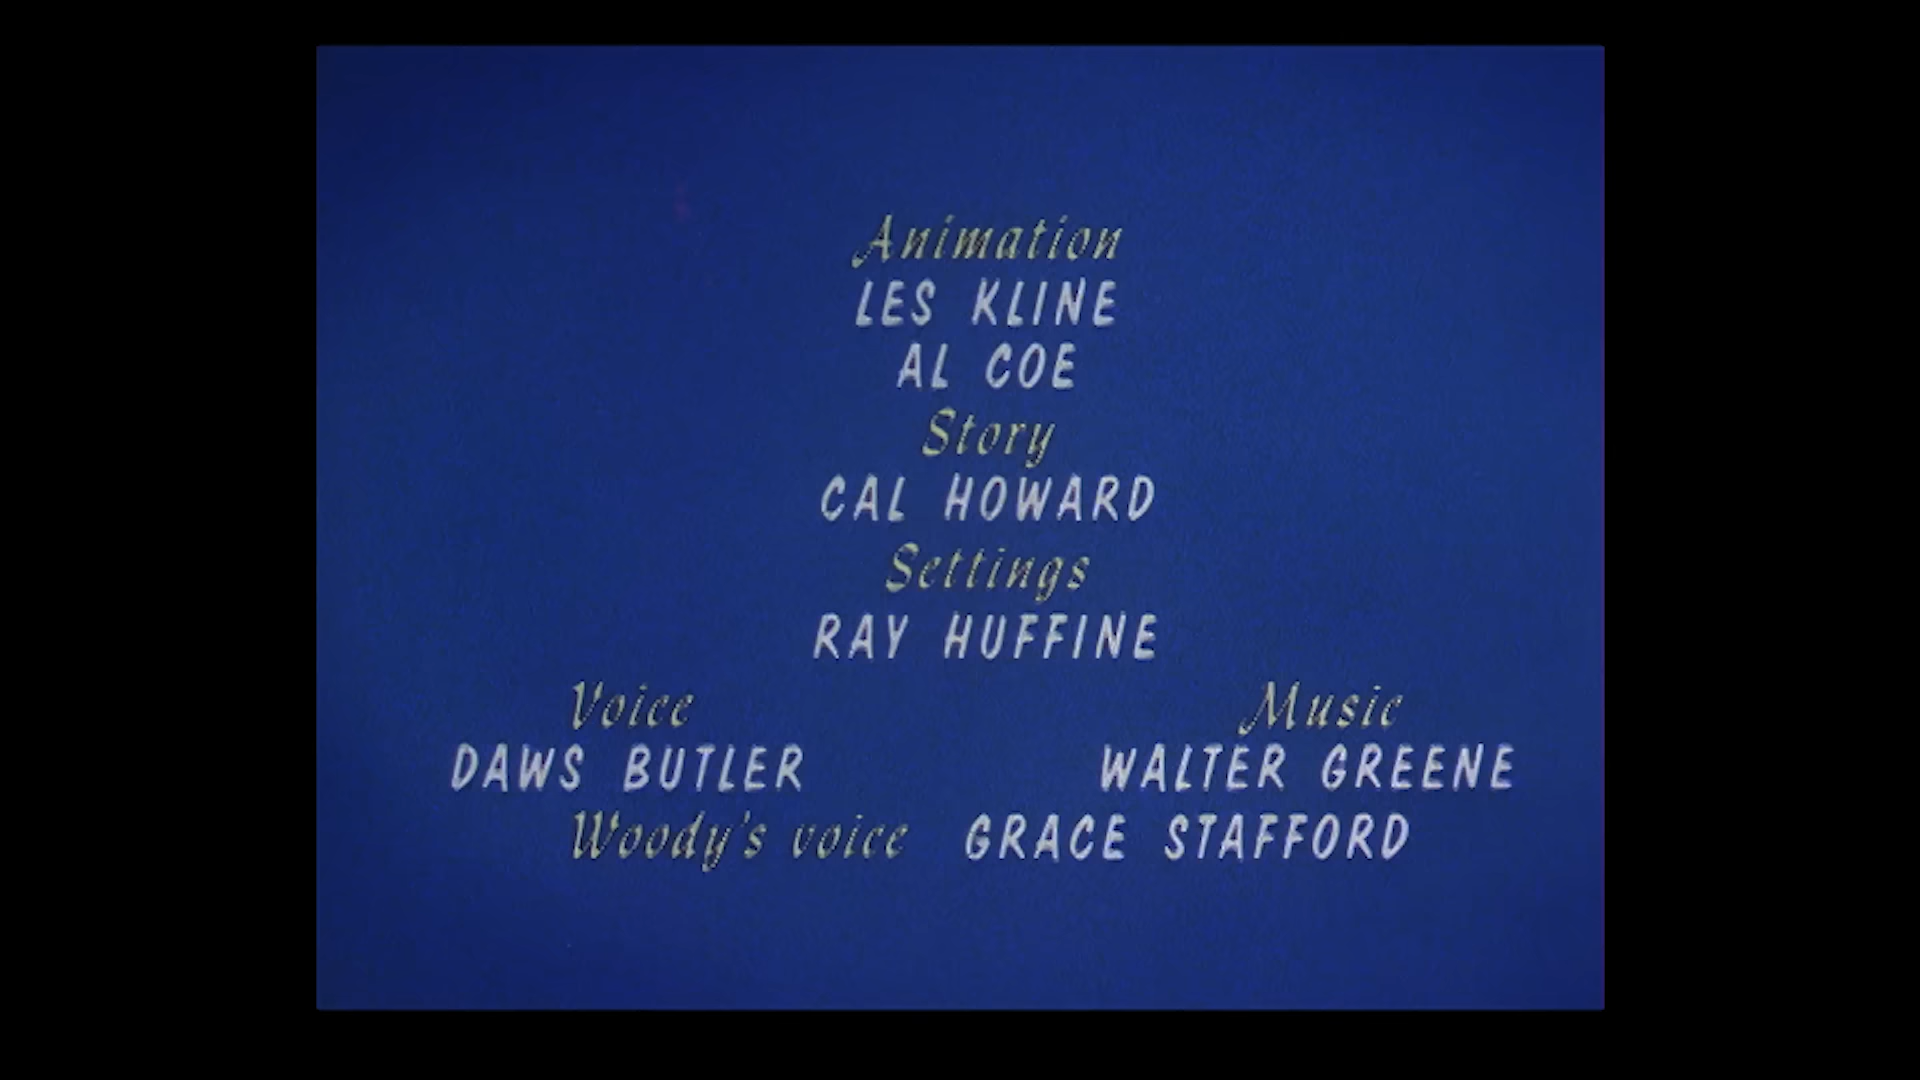 Animation
LES KLINE
AL COE
Story
CAL HOWARD
Settings
RAY HUFFINE
Voice Music
DAWS BUTLER WALTER GREENE
Woody's voice GRACE STAFFORD